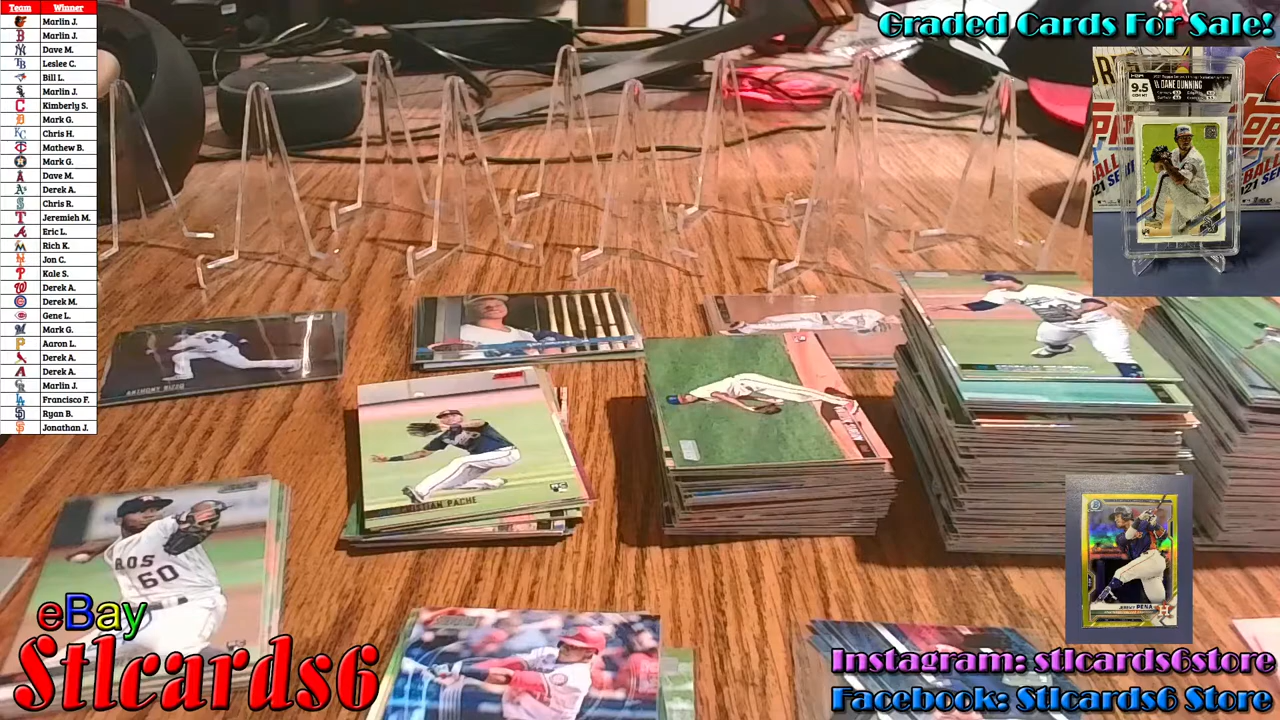 Team Winner
Marlin J.
Marlin J.
Dave M.
Leslee C.
Bill L.
Marlin J.
Kimberly S.
Mark G.
Chris H.
Mathew B.
Mark G.
Dave M.
Derek A.
Chris R.
Jeremieh M.
Eric L.
Rich K.
Jon C.
Kale S.
Derek A.
Derek M.
Gene L.
Mark G.
Aaron L.
Derek A.
Derek A.
Marlin J.
Francisco F.
Ryan B.
Jonathan J.
Graded Cards For Sale!
9.5
DANE DUNNING
ANTHONY RIZZO
PACHE
60
JEREMY PEÑA
eBay
Stlcards6
Instagram: stlcards6store
Facebook: Stlcards6 Store